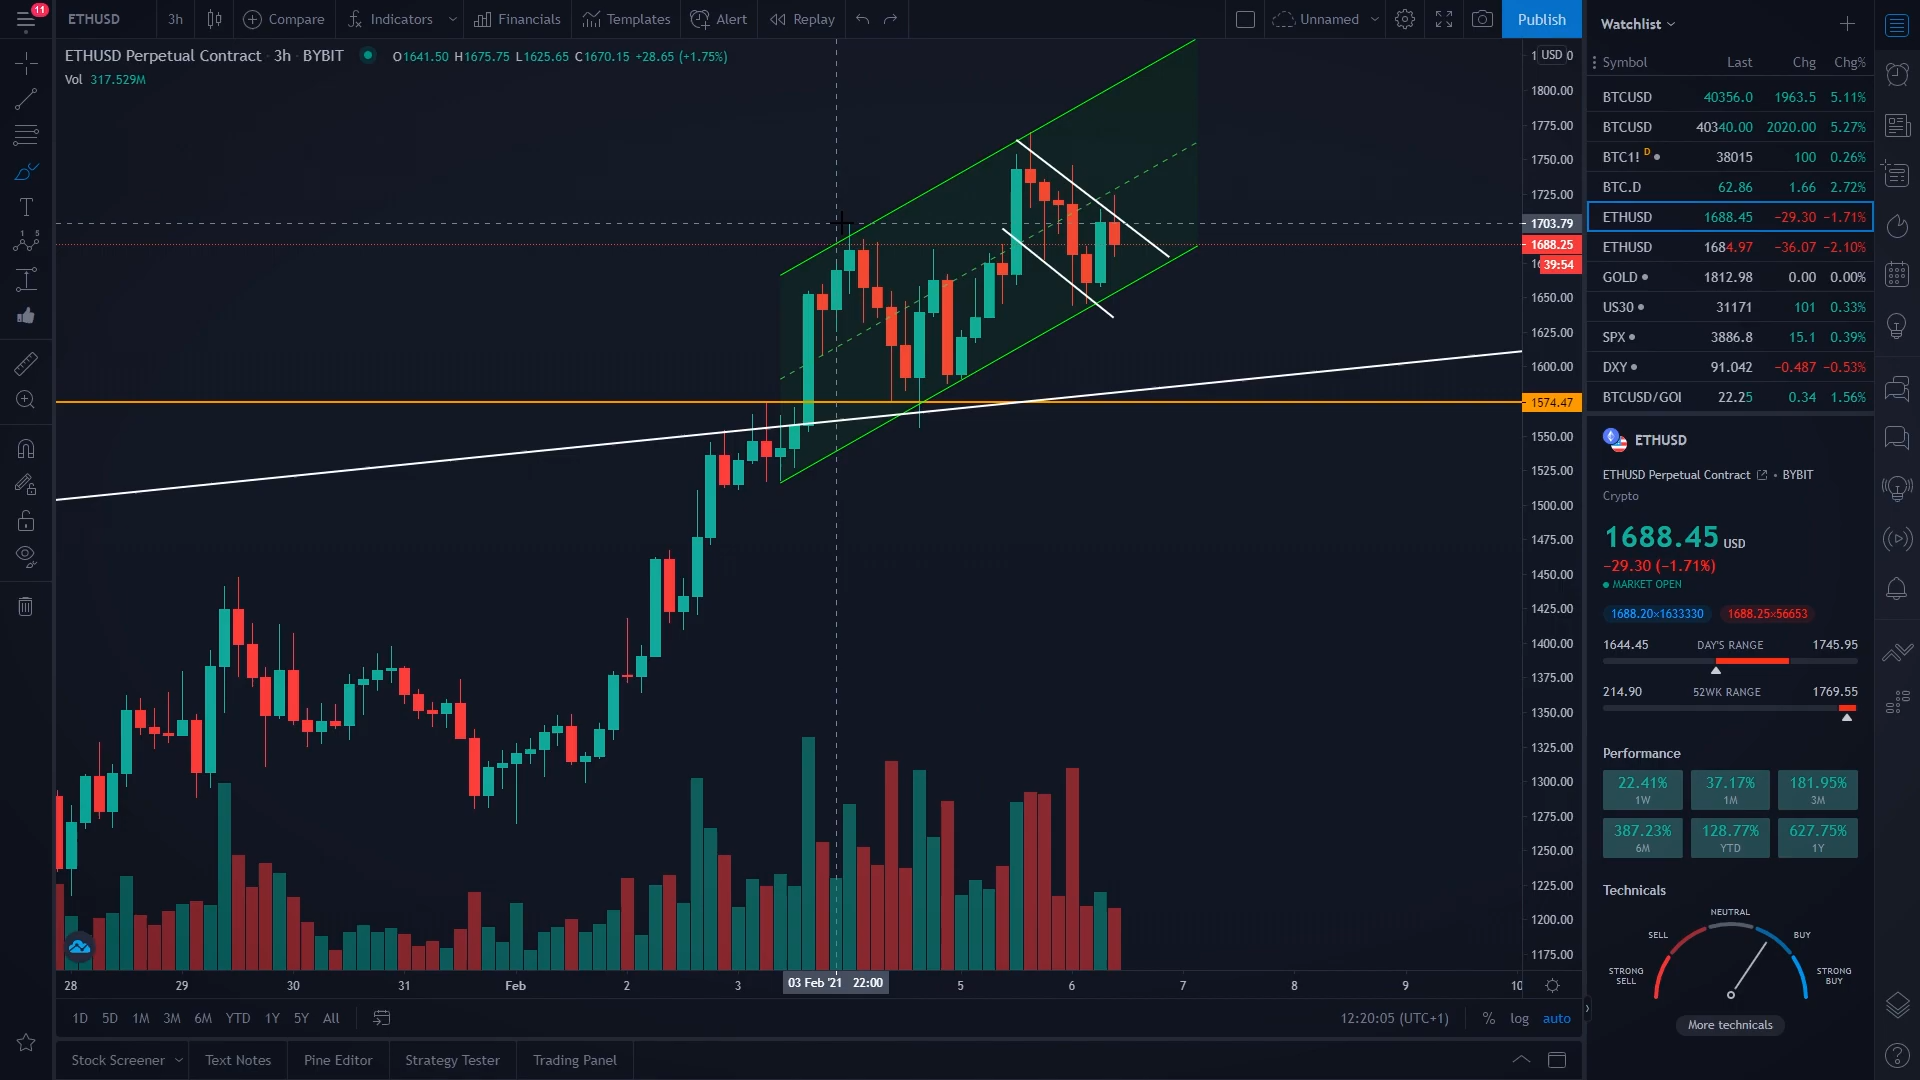 11
ETHUSD 3h Compare Indicators Financials Templates Alert Replay Unnamed Publish
ETHUSD Perpetual Contract · 3h · BYBIT O1641.50 H1675.75 L1625.65 C1670.15 +28.65 (+1.75%)
Vol 317.529M
USD
1800.00
1775.00
1750.00
1725.00
1703.79
1688.25
39:54
1650.00
1625.00
1600.00
1574.47
1550.00
1525.00
1500.00
1475.00
1450.00
1425.00
1400.00
1375.00
1350.00
1325.00
1300.00
1275.00
1250.00
1225.00
1200.00
1175.00
28 29 30 31 Feb 2 3 03 Feb '21 22:00 5 6 7 8 9 10
1D 5D 1M 3M 6M YTD 1Y 5Y All 12:20:05 (UTC+1) % log auto
Stock Screener Text Notes Pine Editor Strategy Tester Trading Panel
Watchlist
Symbol Last Chg Chg%
BTCUSD 40356.0 1963.5 5.11%
BTCUSD 40340.00 2020.00 5.27%
BTC1! D 38015 100 0.26%
BTC.D 62.86 1.66 2.72%
ETHUSD 1688.45 −29.30 −1.71%
ETHUSD 1684.97 −36.07 −2.10%
GOLD 1812.98 0.00 0.00%
US30 31171 101 0.33%
SPX 3886.8 15.1 0.39%
DXY 91.042 −0.487 −0.53%
BTCUSD/GOI 22.25 0.34 1.56%
ETHUSD
ETHUSD Perpetual Contract • BYBIT
Crypto
1688.45 USD
−29.30 (−1.71%)
MARKET OPEN
1688.20×1633330 1688.25×56653
1644.45 DAY'S RANGE 1745.95
214.90 52WK RANGE 1769.55
Performance
22.41% 37.17% 181.95%
1W 1M 3M
387.23% 128.77% 627.75%
6M YTD 1Y
Technicals
NEUTRAL
SELL BUY
STRONG SELL STRONG BUY
More technicals